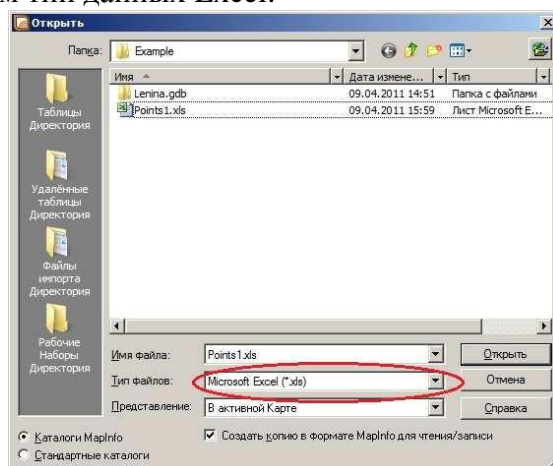 м тип данных Excel.
Открыть
Папка: Example
Имя Дата измене... Тип
Lenina.gdb 09.04.2011 14:51 Папка с файлами
Points1.xls 09.04.2011 15:59 Лист Microsoft E...
Таблицы
Директория
Удалённые
таблицы
Директория
Файлы
импорта
Директория
Рабочие
Наборы
Директория
Имя файла: Points1.xls Открыть
Тип файлов: Microsoft Excel (*.xls) Отмена
Представление: В активной Карте Справка
Каталоги MapInfo Создать копию в формате MapInfo для чтения/записи
Стандартные каталоги